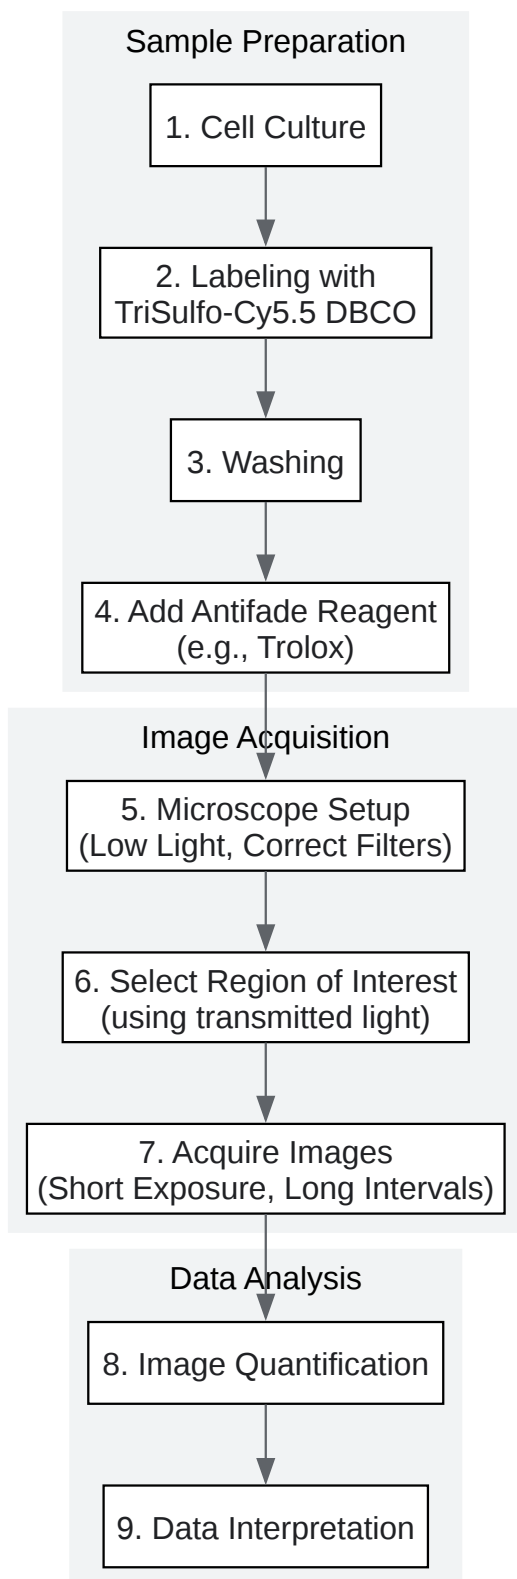 Sample Preparation
1. Cell Culture
2. Labeling with
TriSulfo-Cy5.5 DBCO
3. Washing
4. Add Antifade Reagent
(e.g., Trolox)
Image Acquisition
5. Microscope Setup
(Low Light, Correct Filters)
6. Select Region of Interest
(using transmitted light)
7. Acquire Images
(Short Exposure, Long Intervals)
Data Analysis
8. Image Quantification
9. Data Interpretation